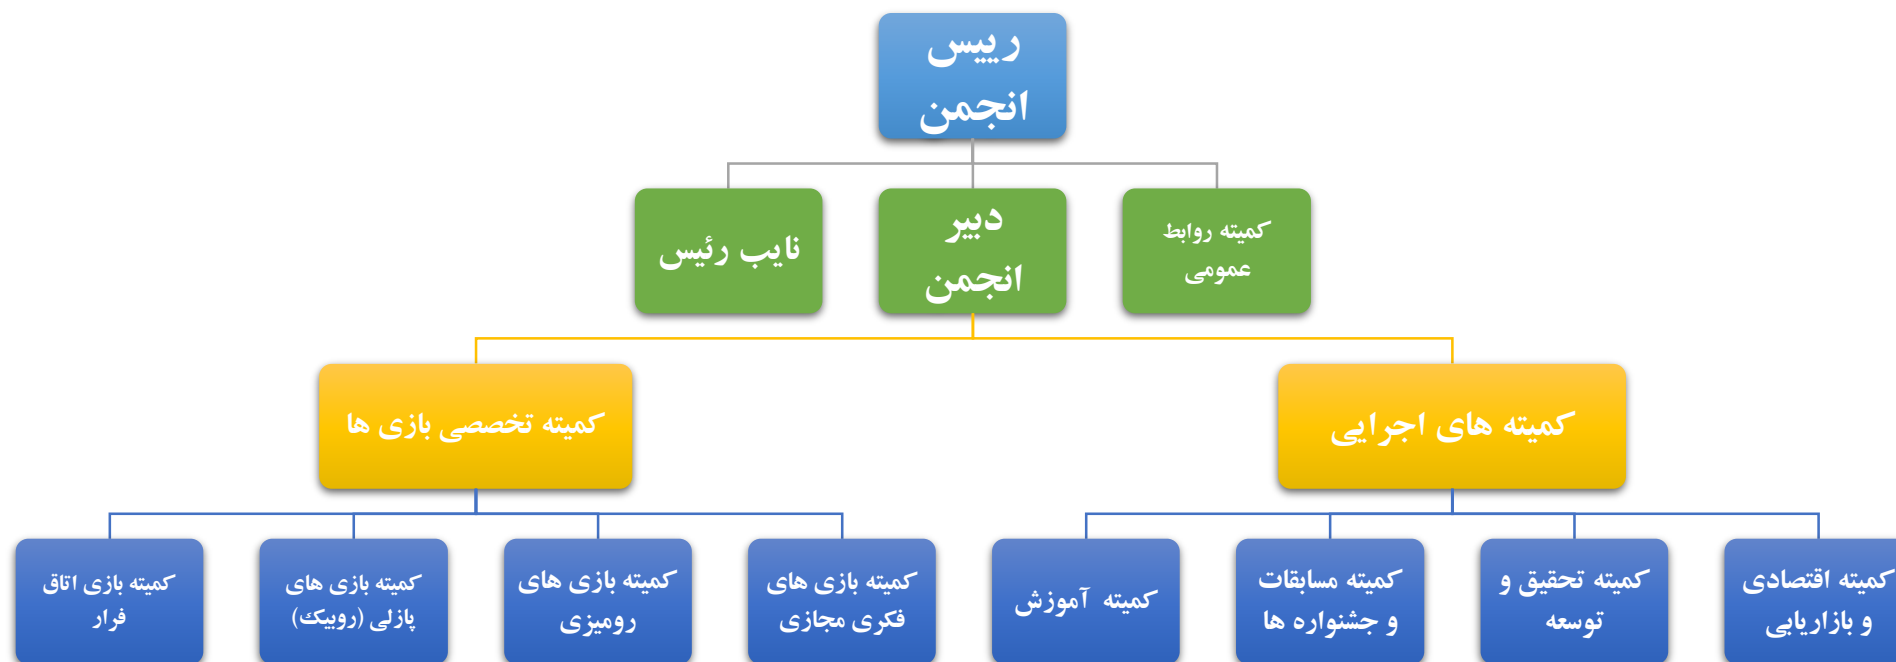 رییس
انجمن
کمیته روابط
عمومی
دبیر
انجمن
نایب رئیس
کمیته های اجرایی
کمیته تخصصی بازی ها
کمیته اقتصادی
و بازاریابی
کمیته تحقیق و
توسعه
کمیته مسابقات
و جشنواره ها
کمیته آموزش
کمیته بازی های
فکری مجازی
کمیته بازی های
رومیزی
کمیته بازی های
پازلی (روبیک)
کمیته بازی اتاق
فرار